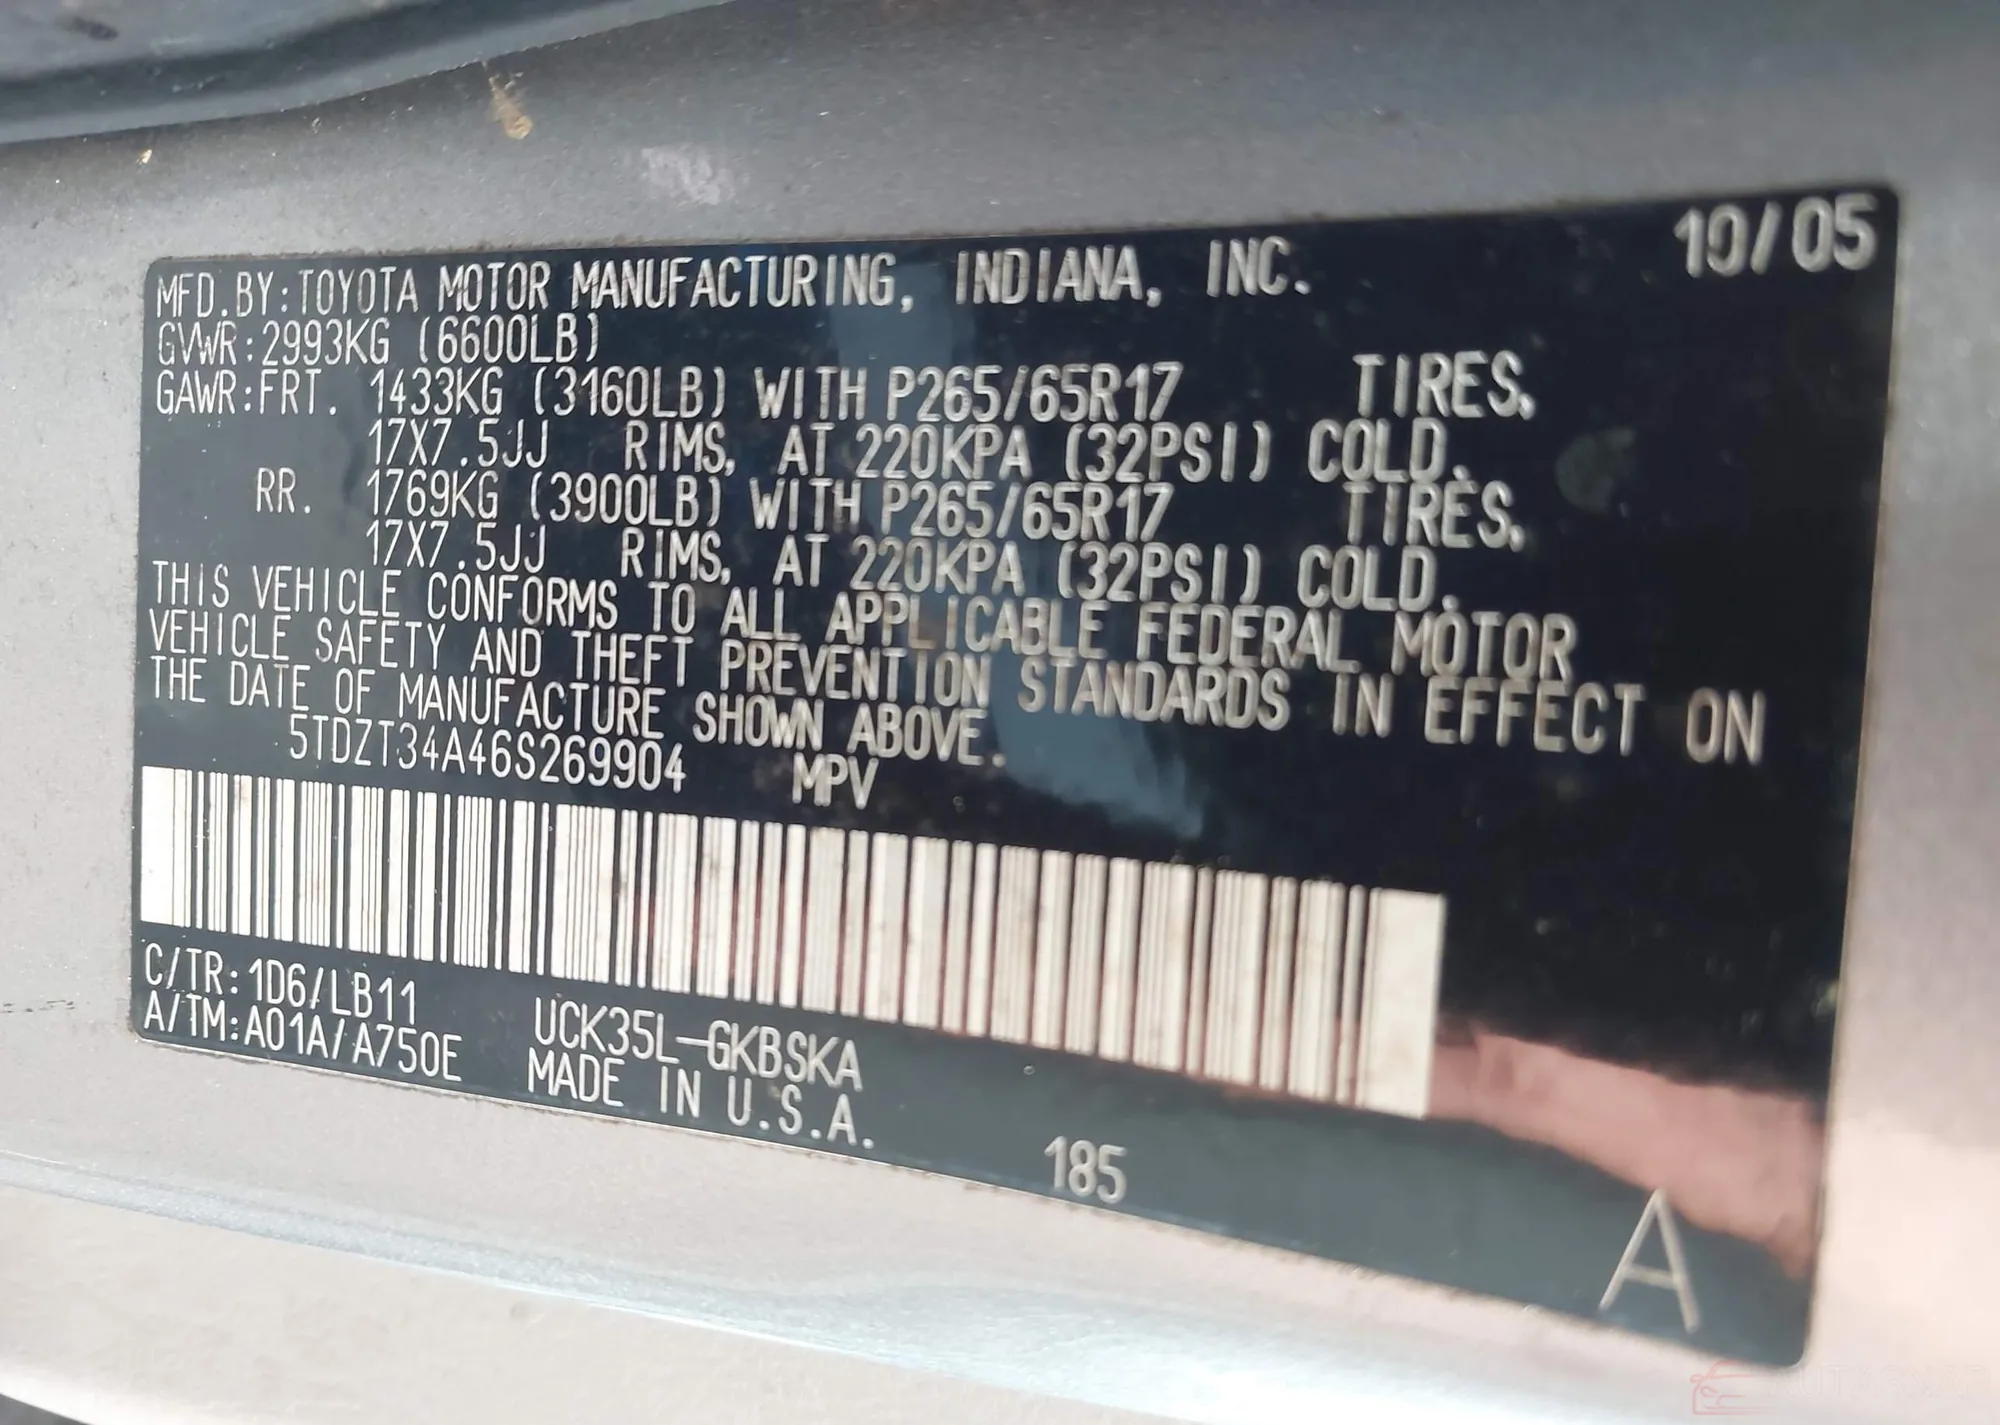 10/05
MFD.BY:TOYOTA MOTOR MANUFACTURING, INDIANA, INC.
GVWR:2993KG (6600LB)
GAWR:FRT. 1433KG (3160LB) WITH P265/65R17 TIRES,
17X7.5JJ RIMS, AT 220KPA (32PSI) COLD.
RR. 1769KG (3900LB) WITH P265/65R17 TIRES,
17X7.5JJ RIMS, AT 220KPA (32PSI) COLD.
THIS VEHICLE CONFORMS TO ALL APPLICABLE FEDERAL MOTOR
VEHICLE SAFETY AND THEFT PREVENTION STANDARDS IN EFFECT ON
THE DATE OF MANUFACTURE SHOWN ABOVE.
5TDZT34A46S269904 MPV
C/TR:1D6/LB11
A/TM:A01A/A750E
UCK35L-GKBSKA
MADE IN U.S.A.
185
A